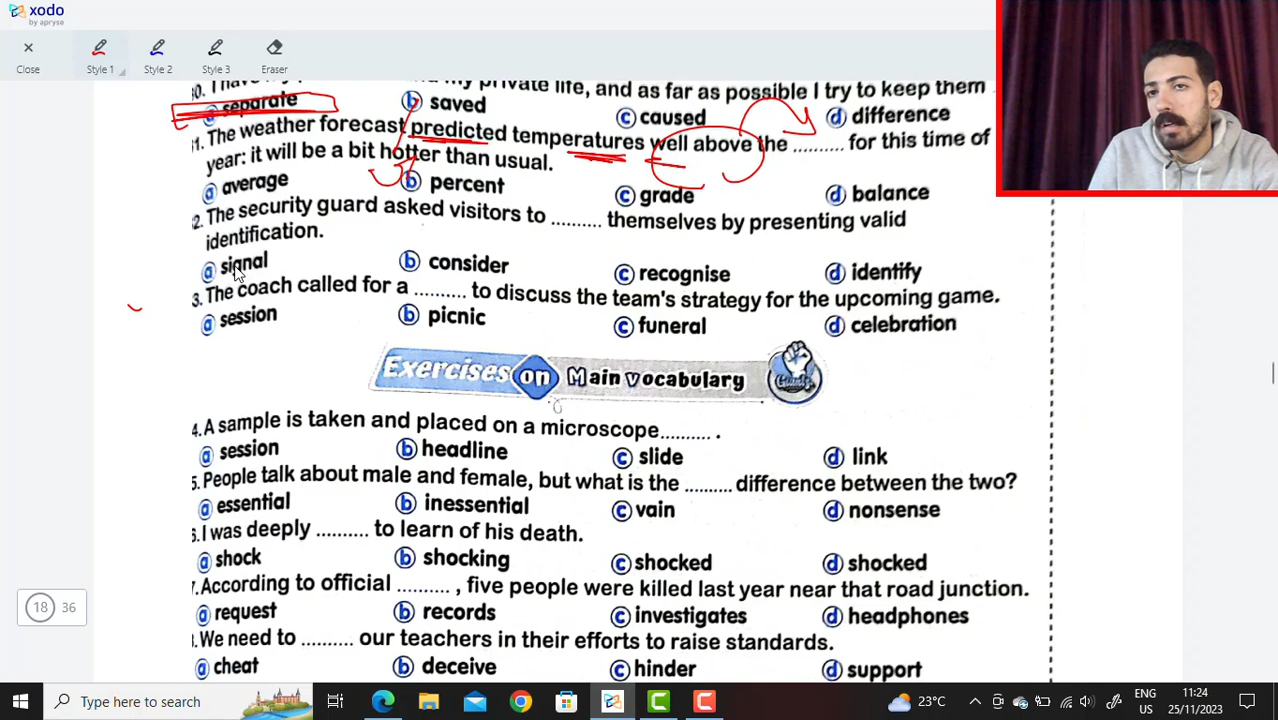 xodo
by apryse
Close
Style 1
Style 2
Style 3
Eraser
my private life, and as far as possible I try to keep them
a separate b saved c caused d difference
1. The weather forecast predicted temperatures well above the .......... for this time of
year: it will be a bit hotter than usual.
a average b percent c grade d balance
2. The security guard asked visitors to .......... themselves by presenting valid
identification.
a signal b consider c recognise d identify
3. The coach called for a .......... to discuss the team's strategy for the upcoming game.
a session b picnic c funeral d celebration
Exercises on Main Vocabulary
4. A sample is taken and placed on a microscope.......... .
a session b headline c slide d link
5. People talk about male and female, but what is the .......... difference between the two?
a essential b inessential c vain d nonsense
6. I was deeply .......... to learn of his death.
a shock b shocking c shocked d shocked
7. According to official .......... , five people were killed last year near that road junction.
a request b records c investigates d headphones
. We need to .......... our teachers in their efforts to raise standards.
a cheat b deceive c hinder d support
18 36
Type here to search
23°C
ENG
11:24
25/11/2023